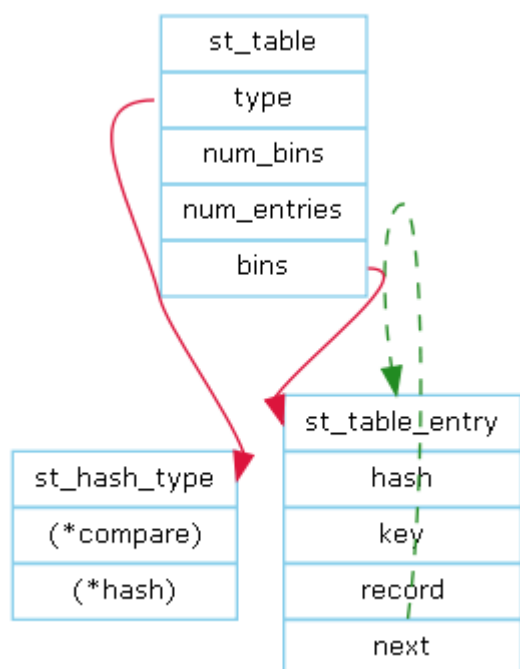 st_table
type
num_bins
num_entries
bins
st_hash_type
(*compare)
(*hash)
st_table_entry
hash
key
record
next